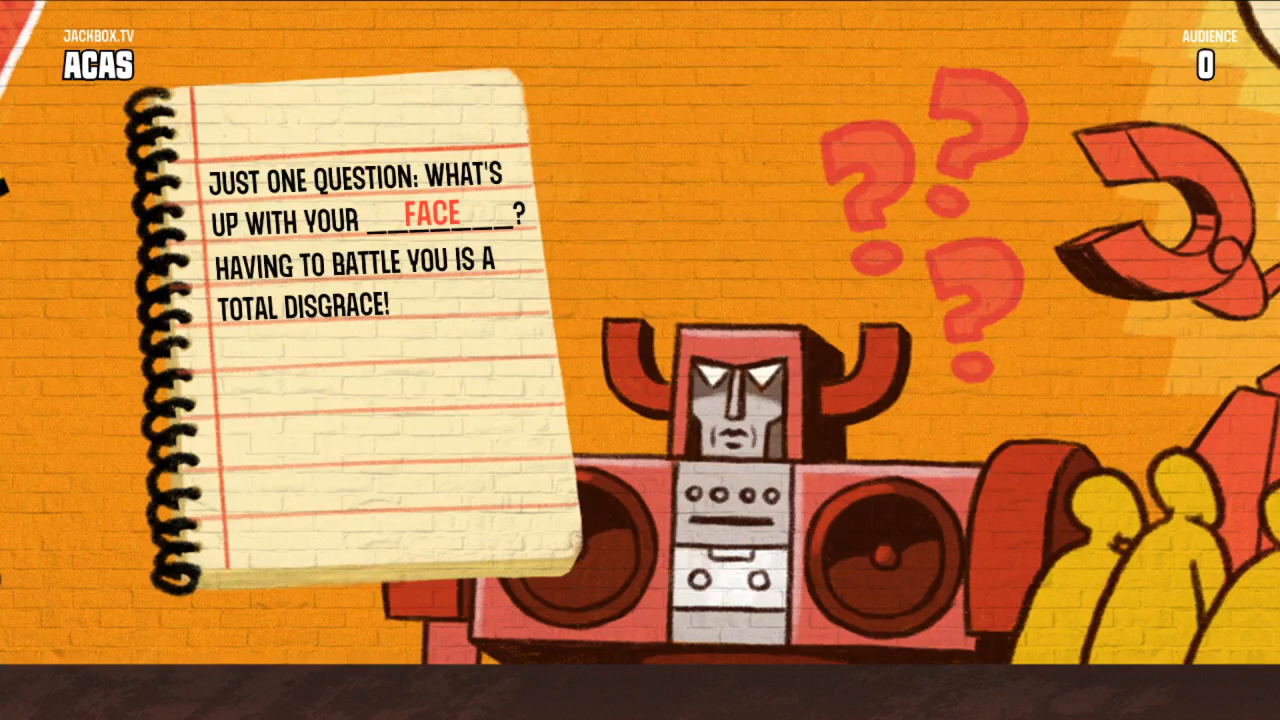 JACKBOX.TV
ACAS
AUDIENCE
0
JUST ONE QUESTION: WHAT'S
UP WITH YOUR FACE?
HAVING TO BATTLE YOU IS A
TOTAL DISGRACE!
? ? ?